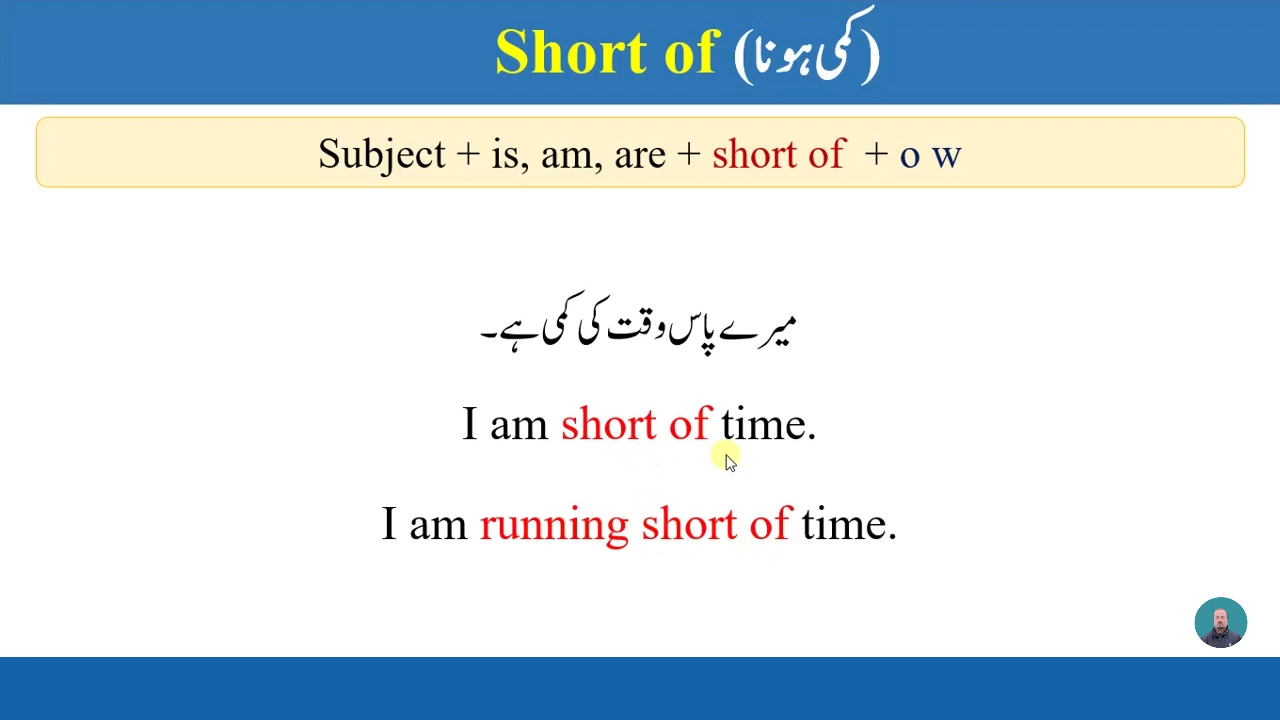 Short of (کمی ہونا)
Subject + is, am, are + short of + o w
میرے پاس وقت کی کمی ہے۔
I am short of time.
I am running short of time.